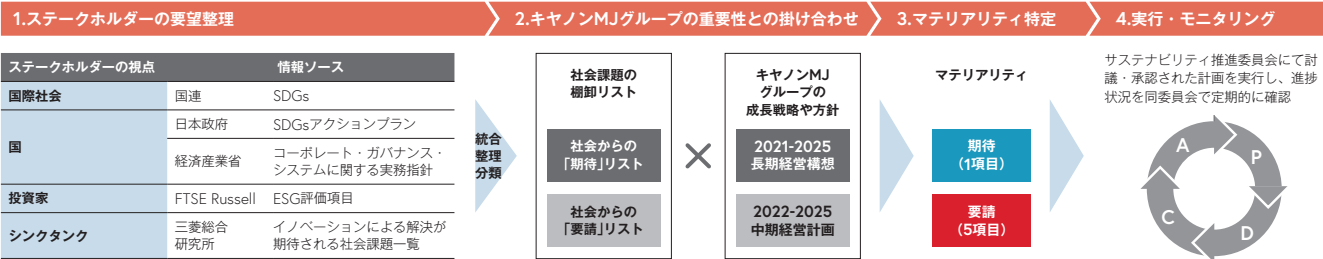 1.ステークホルダーの要望整理
2.キヤノンMJグループの重要性との掛け合わせ
3.マテリアリティ特定
4.実行・モニタリング
ステークホルダーの視点 情報ソース
国際社会 国連 SDGs
国
日本政府 SDGsアクションプラン
経済産業省 コーポレート・ガバナンス・
システムに関する実務指針
投資家 FTSE Russell ESG評価項目
シンクタンク
三菱総合
研究所
イノベーションによる解決が
期待される社会課題一覧
統合
整理
分類
社会課題の
棚卸リスト
社会からの
「期待」リスト
社会からの
「要請」リスト
×
キヤノンMJ
グループの
成長戦略や方針
2021-2025
長期経営構想
2022-2025
中期経営計画
マテリアリティ
期待
（1項目）
要請
（5項目）
サステナビリティ推進委員会にて討
議・承認された計画を実行し、進捗
状況を同委員会で定期的に確認
A
P
C
D